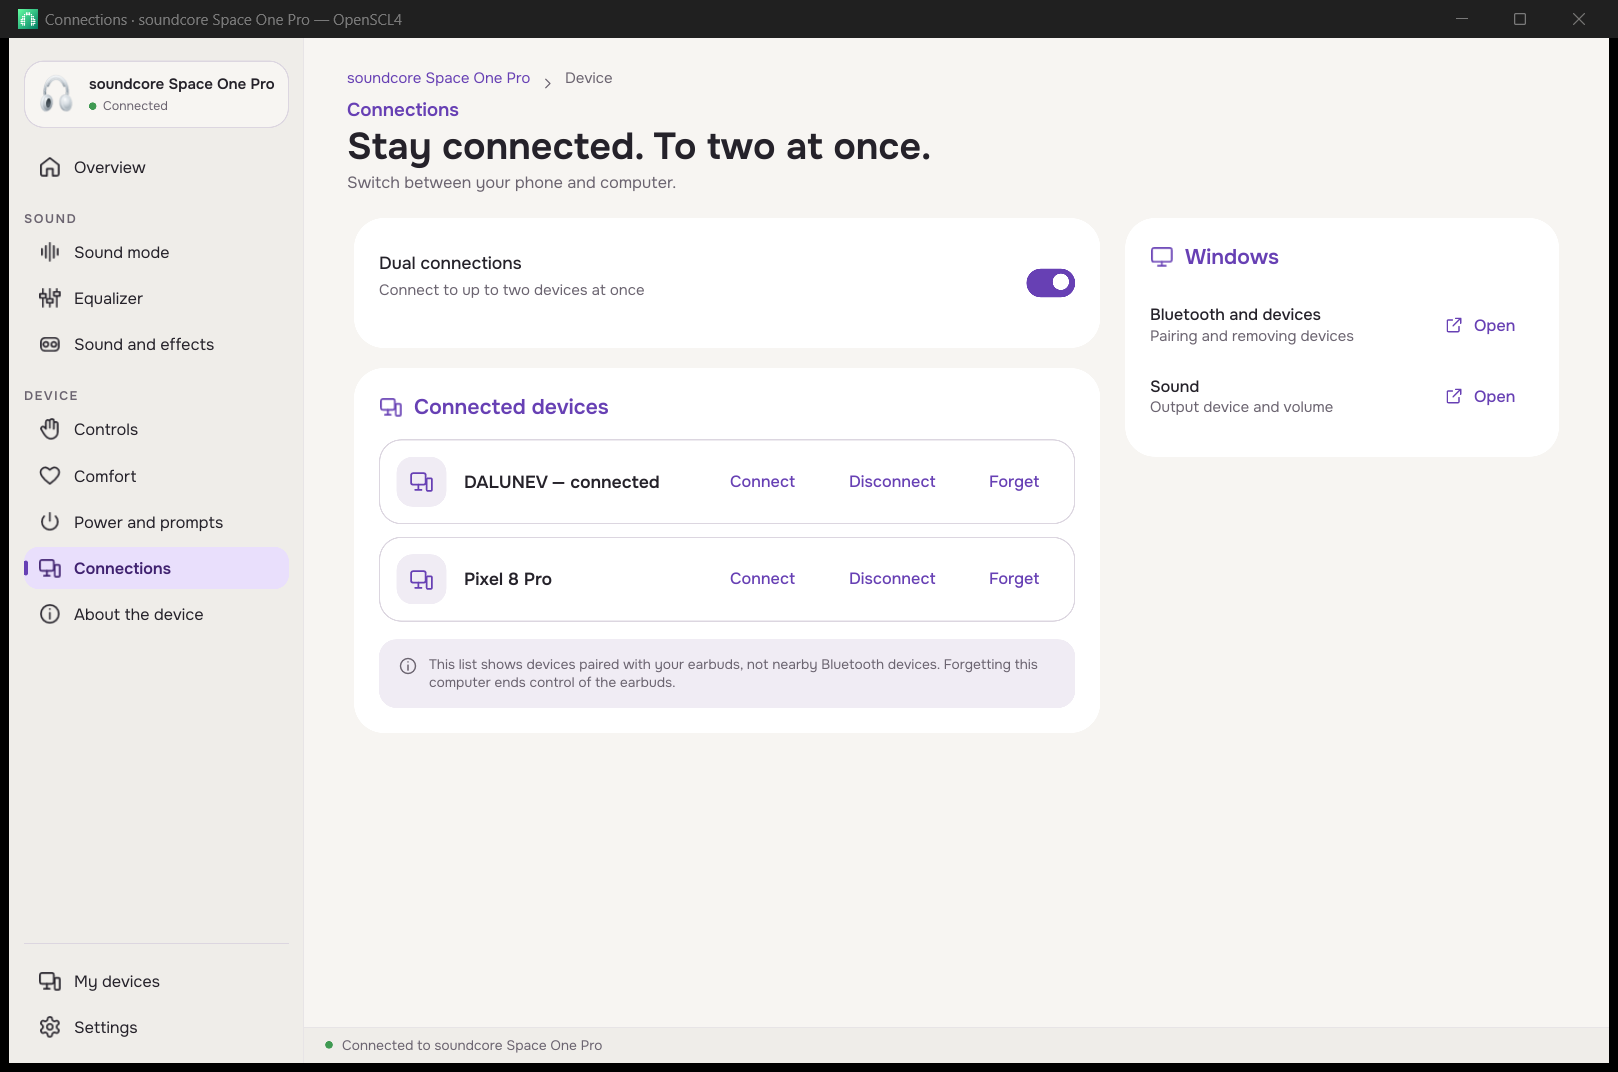 Connections · soundcore Space One Pro — OpenSCL4
soundcore Space One Pro
Connected
Overview
SOUND
Sound mode
Equalizer
Sound and effects
DEVICE
Controls
Comfort
Power and prompts
Connections
About the device
My devices
Settings
soundcore Space One Pro > Device
Connections
Stay connected. To two at once.
Switch between your phone and computer.
Dual connections
Connect to up to two devices at once
Connected devices
DALUNEV — connected Connect Disconnect Forget
Pixel 8 Pro Connect Disconnect Forget
This list shows devices paired with your earbuds, not nearby Bluetooth devices. Forgetting this
computer ends control of the earbuds.
Windows
Bluetooth and devices
Pairing and removing devices
Open
Sound
Output device and volume
Open
Connected to soundcore Space One Pro